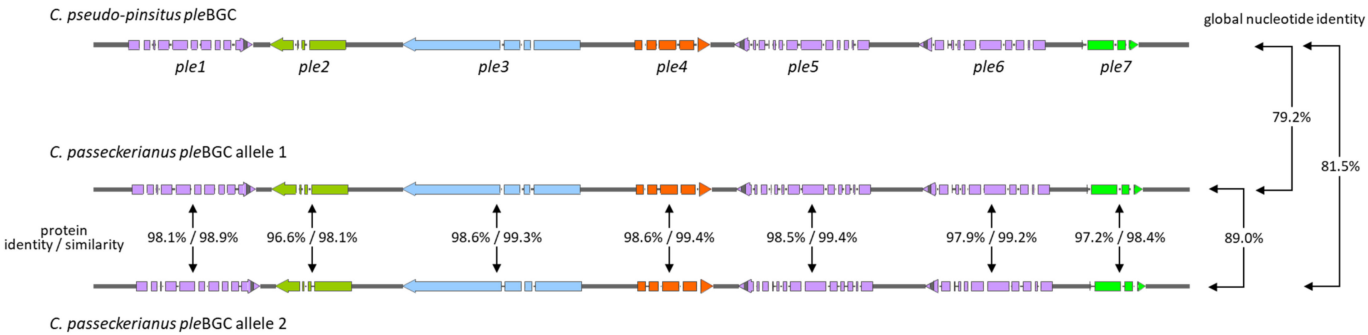 C. pseudo-pinsitus pleBGC
global nucleotide identity
ple1 ple2 ple3 ple4 ple5 ple6 ple7
79.2%
C. passeckerianus pleBGC allele 1
81.5%
protein
identity / similarity
98.1% / 98.9% 96.6% / 98.1% 98.6% / 99.3% 98.6% / 99.4% 98.5% / 99.4% 97.9% / 99.2% 97.2% / 98.4% 89.0%
C. passeckerianus pleBGC allele 2